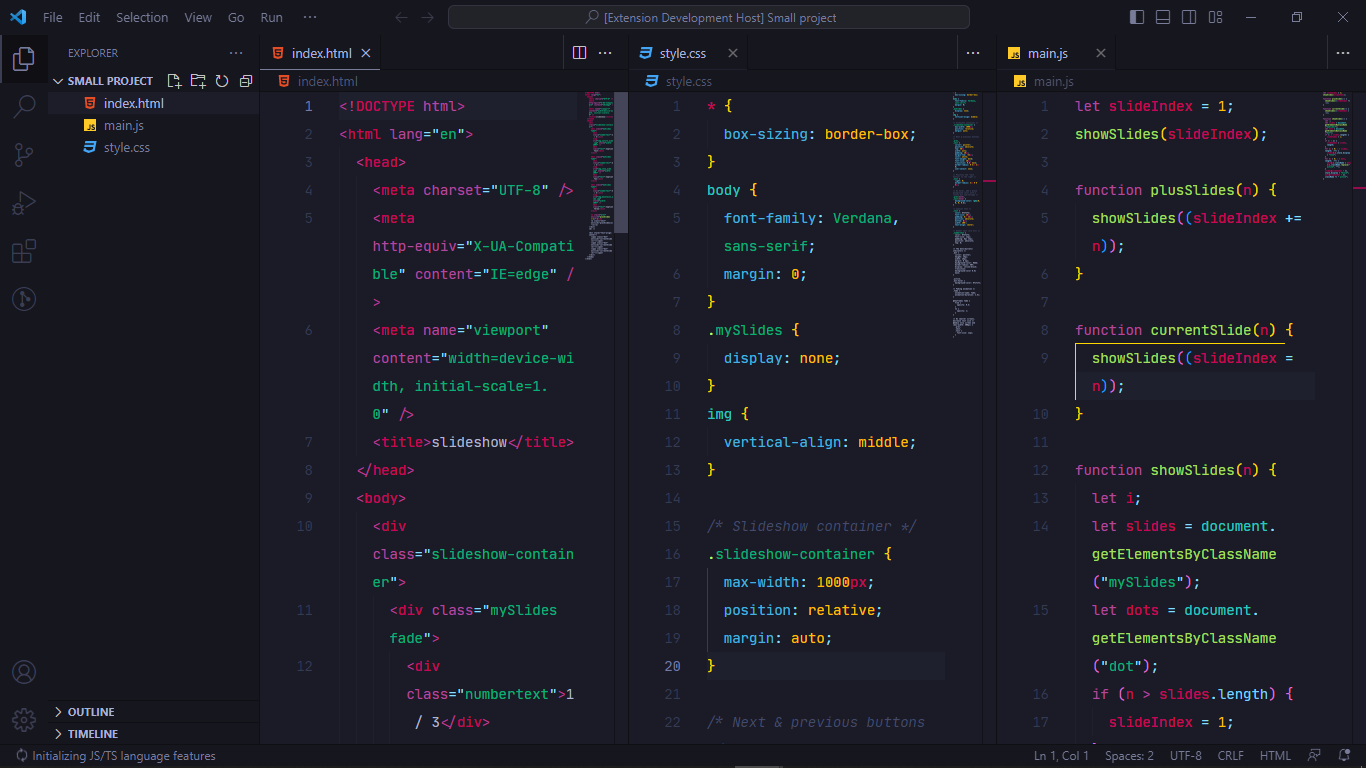 File Edit Selection View Go Run ··· [Extension Development Host] Small project
EXPLORER ···
SMALL PROJECT
index.html
main.js
style.css
OUTLINE
TIMELINE
index.html
index.html
1 <!DOCTYPE html>
2 <html lang="en">
3 <head>
4 <meta charset="UTF-8" />
5 <meta
http-equiv="X-UA-Compati
ble" content="IE=edge" /
>
6 <meta name="viewport"
content="width=device-wi
dth, initial-scale=1.
0" />
7 <title>slideshow</title>
8 </head>
9 <body>
10 <div
class="slideshow-contain
er">
11 <div class="mySlides
fade">
12 <div
class="numbertext">1
/ 3</div>
style.css
style.css
1 * {
2 box-sizing: border-box;
3 }
4 body {
5 font-family: Verdana,
sans-serif;
6 margin: 0;
7 }
8 .mySlides {
9 display: none;
10 }
11 img {
12 vertical-align: middle;
13 }
14
15 /* Slideshow container */
16 .slideshow-container {
17 max-width: 1000px;
18 position: relative;
19 margin: auto;
20 }
21
22 /* Next & previous buttons
main.js
main.js
1 let slideIndex = 1;
2 showSlides(slideIndex);
3
4 function plusSlides(n) {
5 showSlides((slideIndex +=
n));
6 }
7
8 function currentSlide(n) {
9 showSlides((slideIndex =
n));
10 }
11
12 function showSlides(n) {
13 let i;
14 let slides = document.
getElementsByClassName
("mySlides");
15 let dots = document.
getElementsByClassName
("dot");
16 if (n > slides.length) {
17 slideIndex = 1;
Initializing JS/TS language features Ln 1, Col 1 Spaces: 2 UTF-8 CRLF HTML